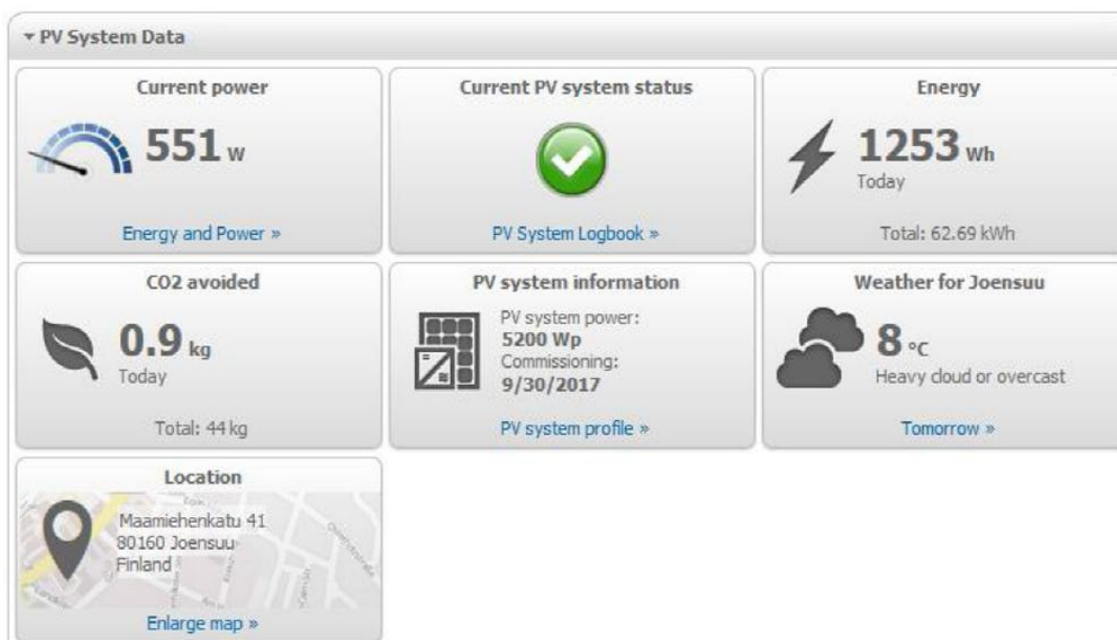 PV System Data
Current power
551 W
Energy and Power »
Current PV system status
PV System Logbook »
Energy
1253 Wh
Today
Total: 62.69 kWh
CO2 avoided
0.9 kg
Today
Total: 44 kg
PV system information
PV system power:
5200 Wp
Commissioning:
9/30/2017
PV system profile »
Weather for Joensuu
8 °C
Heavy cloud or overcast
Tomorrow »
Location
Maamiehenkatu 41
80160 Joensuu
Finland
Enlarge map »